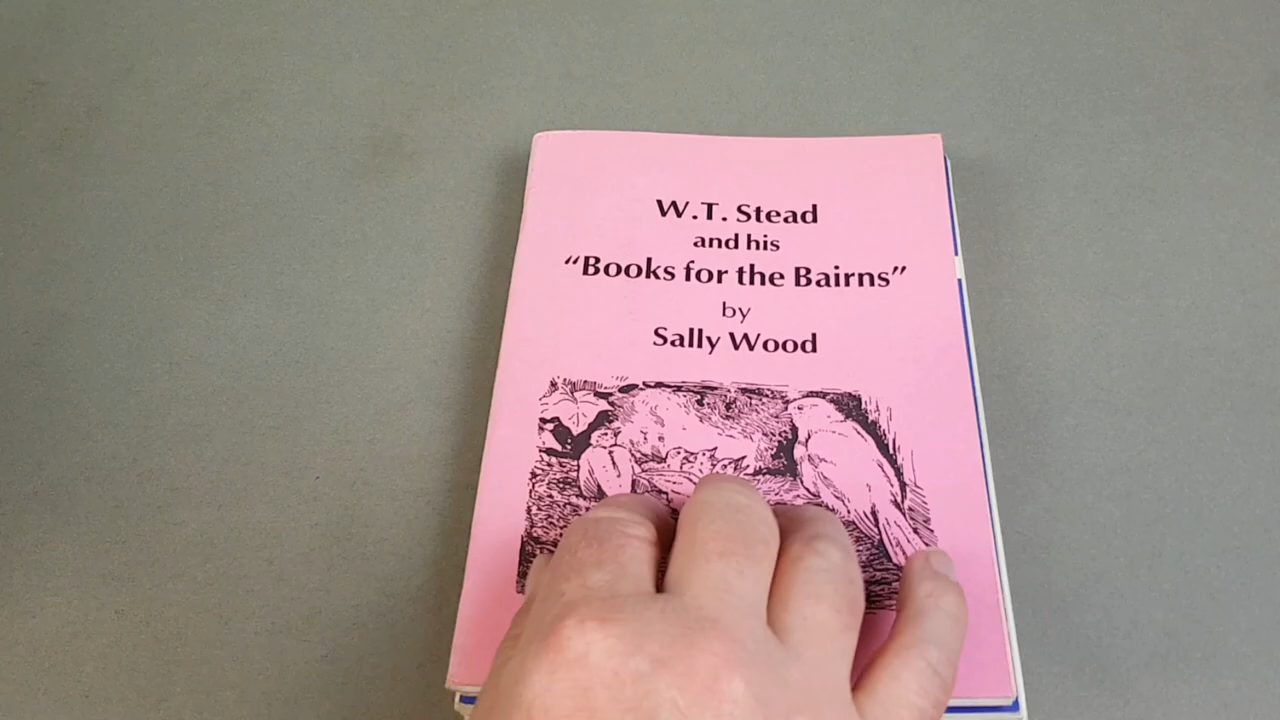 W.T. Stead
and his
“Books for the Bairns”
by
Sally Wood